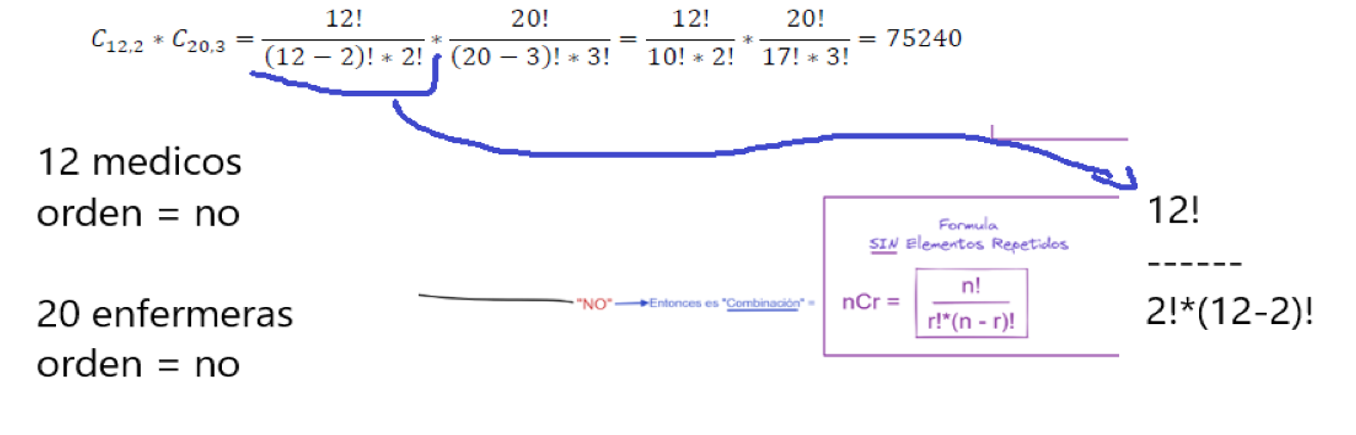 C₁₂,₂ * C₂₀,₃ = 12! / (12 − 2)! * 2! * 20! / (20 − 3)! * 3! = 12! / 10! * 2! * 20! / 17! * 3! = 75240
12 medicos
orden = no
20 enfermeras
orden = no
"NO" Entonces es "Combinación" =
Formula
SIN Elementos Repetidos
nCr = n!
r!*(n - r)!
12!
------
2!*(12-2)!